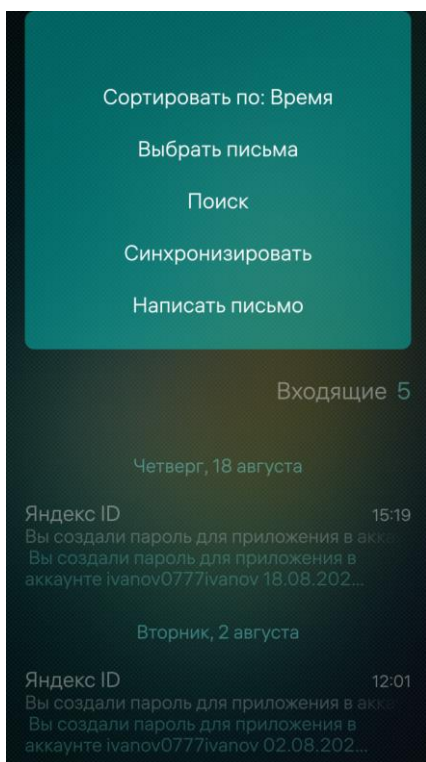 Сортировать по: Время
Выбрать письма
Поиск
Синхронизировать
Написать письмо
Входящие 5
Четверг, 18 августа
Яндекс ID 15:19
Вы создали пароль для приложения в акка
Вы создали пароль для приложения в
аккаунте ivanov0777ivanov 18.08.202...
Вторник, 2 августа
Яндекс ID 12:01
Вы создали пароль для приложения в акка
Вы создали пароль для приложения в
аккаунте ivanov0777ivanov 02.08.202...